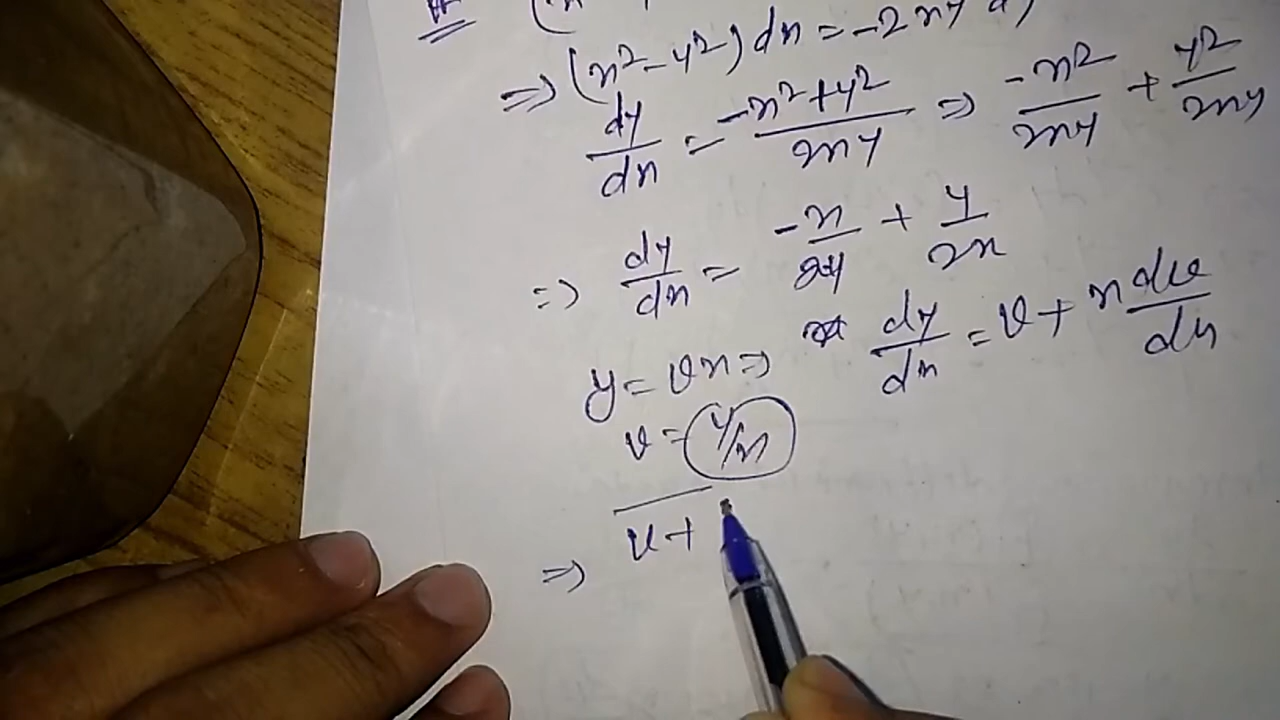 ⇒ (x² - y²) dx = -2xy d
dy/dx = (-x² + y²)/2xy ⇒ -x²/2xy + y²/2xy
⇒ dy/dx = -x/2y + y/2x
y = vx ⇒ dy/dx = v + x dv/dx
v = y/x
⇒ v +